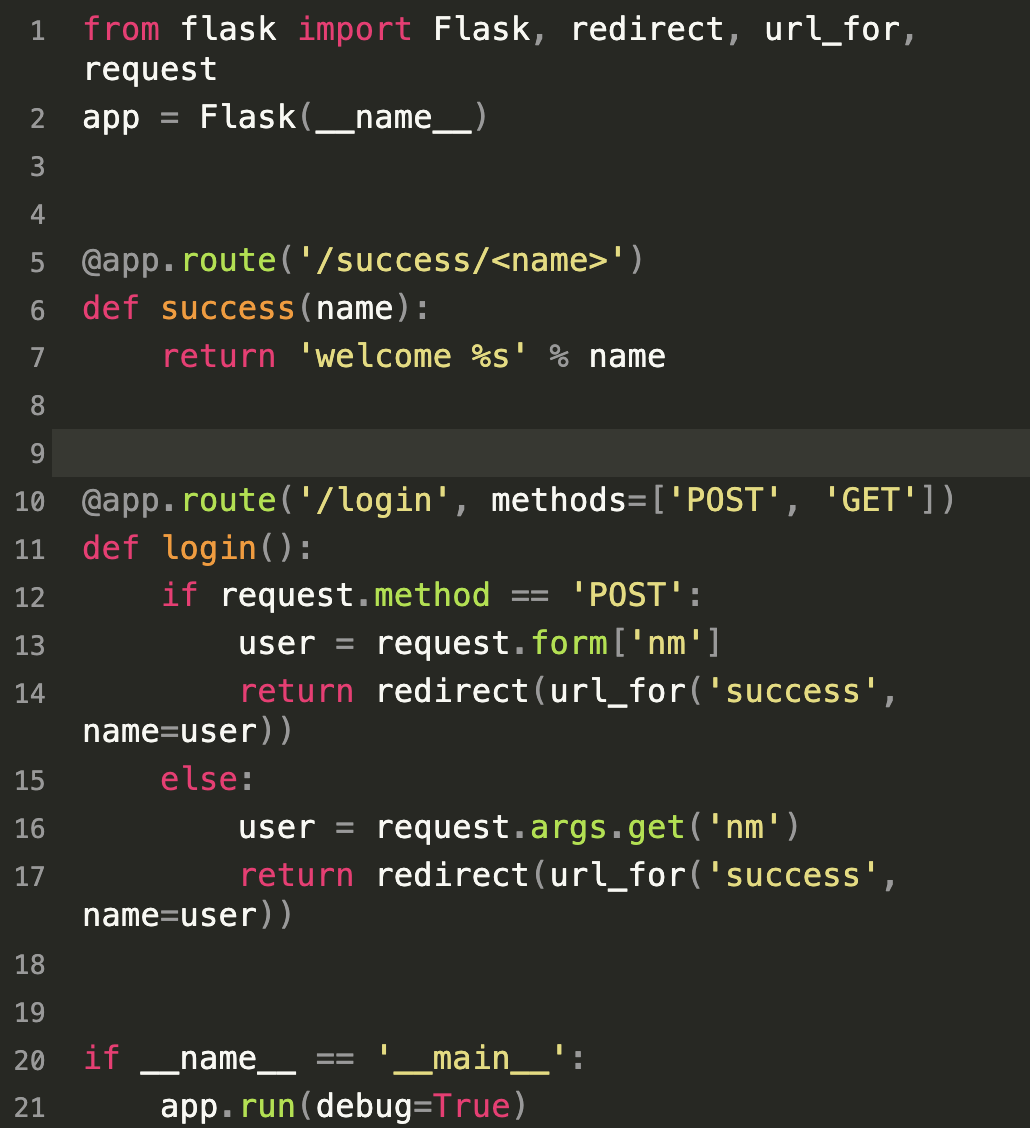 1 from flask import Flask, redirect, url_for,
request
2 app = Flask(__name__)
3
4
5 @app.route('/success/<name>')
6 def success(name):
7     return 'welcome %s' % name
8
9
10 @app.route('/login', methods=['POST', 'GET'])
11 def login():
12     if request.method == 'POST':
13         user = request.form['nm']
14         return redirect(url_for('success',
name=user))
15     else:
16         user = request.args.get('nm')
17         return redirect(url_for('success',
name=user))
18
19
20 if __name__ == '__main__':
21     app.run(debug=True)